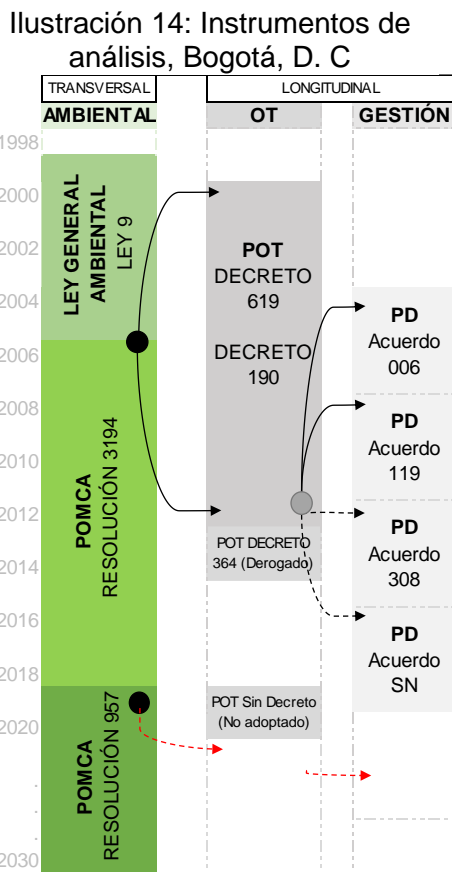 Ilustración 14: Instrumentos de
análisis, Bogotá, D. C
TRANSVERSAL
LONGITUDINAL
AMBIENTAL
OT
GESTIÓN
1998
2000
2002
2004
2006
2008
2010
2012
2014
2016
2018
2020
.
.
.
2030
LEY GENERAL
AMBIENTAL
LEY 9
POMCA
RESOLUCIÓN 3194
POMCA
RESOLUCIÓN 957
POT
DECRETO
619
DECRETO
190
POT DECRETO
364 (Derogado)
POT Sin Decreto
(No adoptado)
PD
Acuerdo
006
PD
Acuerdo
119
PD
Acuerdo
308
PD
Acuerdo
SN